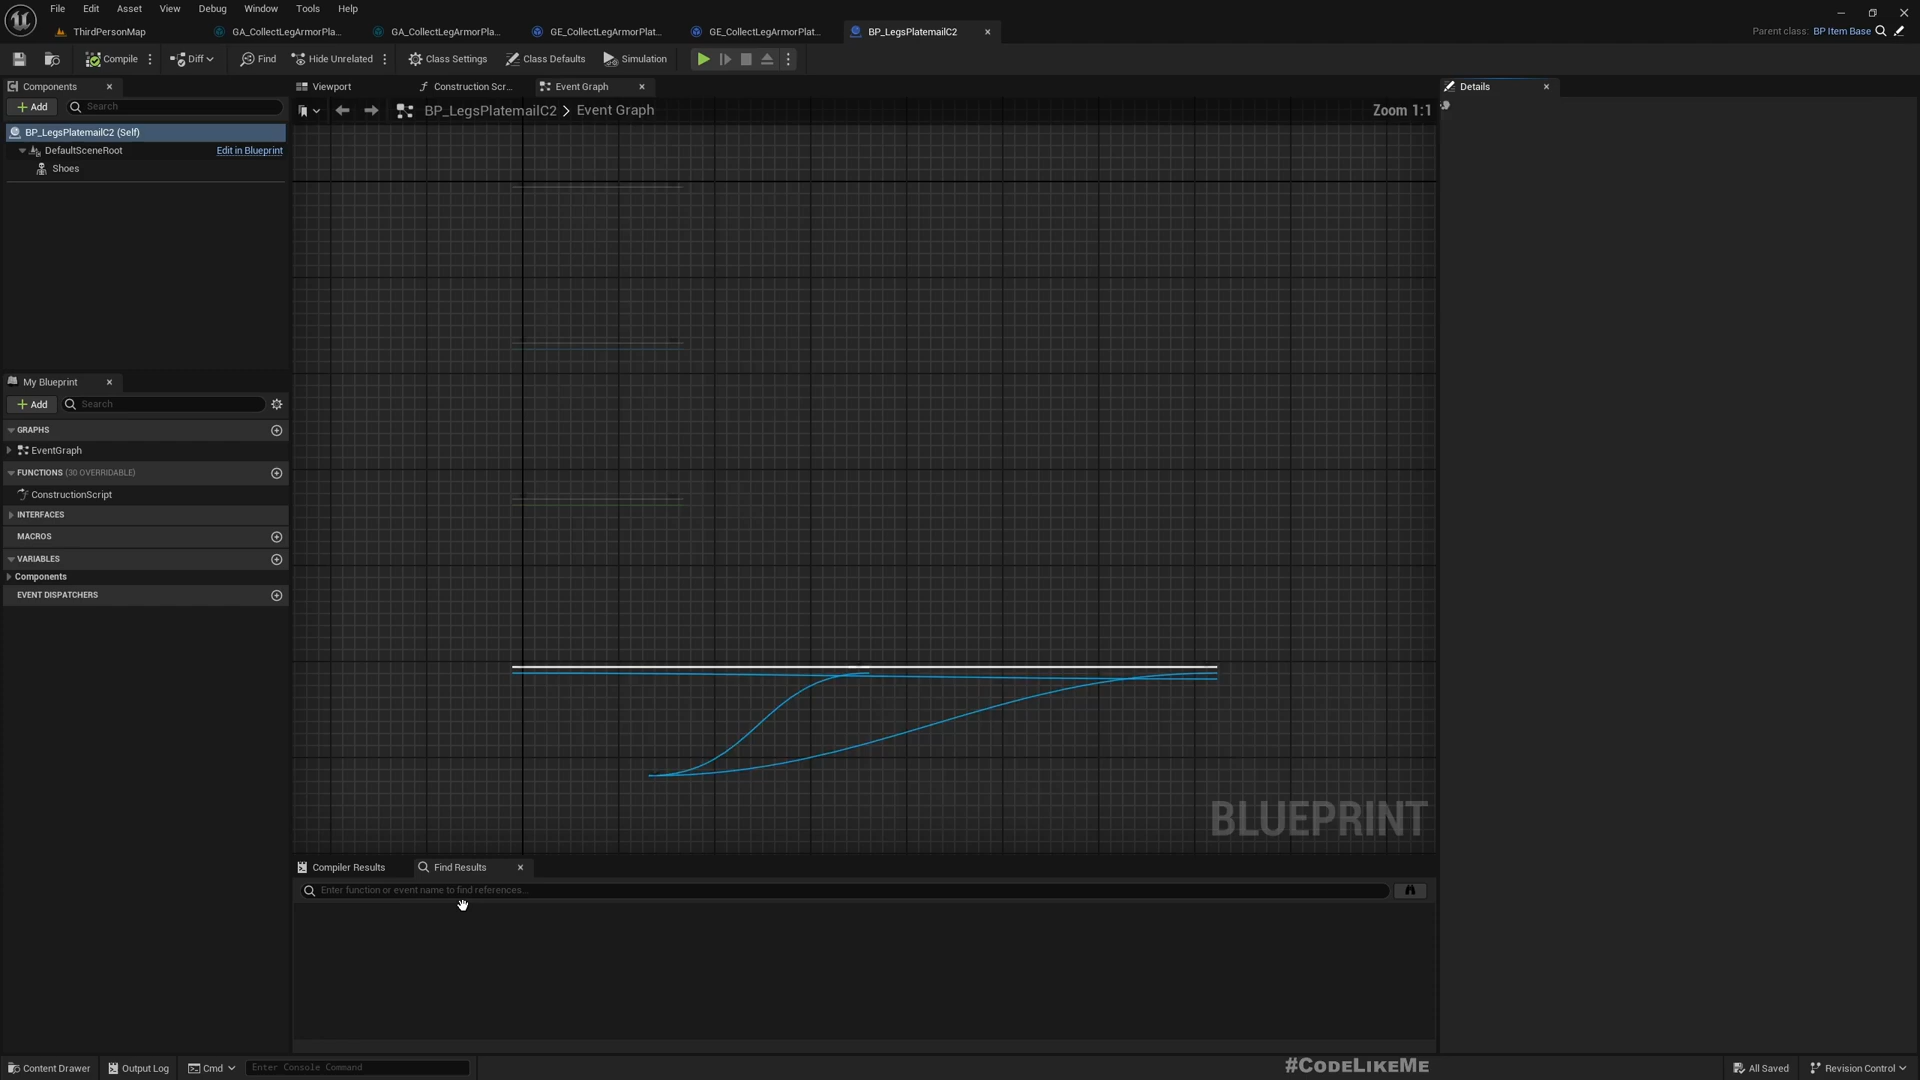 File Edit Asset View Debug Window Tools Help
ThirdPersonMap GA_CollectLegArmorPla... GA_CollectLegArmorPla... GE_CollectLegArmorPlat... GE_CollectLegArmorPlat... BP_LegsPlatemailC2 Parent class: BP Item Base
Compile Diff Find Hide Unrelated Class Settings Class Defaults Simulation
Components Viewport Construction Scr... Event Graph Details
Add Search BP_LegsPlatemailC2 > Event Graph Zoom 1:1
BP_LegsPlatemailC2 (Self)
DefaultSceneRoot Edit in Blueprint
Shoes
My Blueprint
Add Search
GRAPHS
EventGraph
FUNCTIONS (30 OVERRIDABLE)
ConstructionScript
INTERFACES
MACROS
VARIABLES
Components
EVENT DISPATCHERS
BLUEPRINT
Compiler Results Find Results
Enter function or event name to find references...
Content Drawer Output Log Cmd Enter Console Command #CODELIKEME All Saved Revision Control